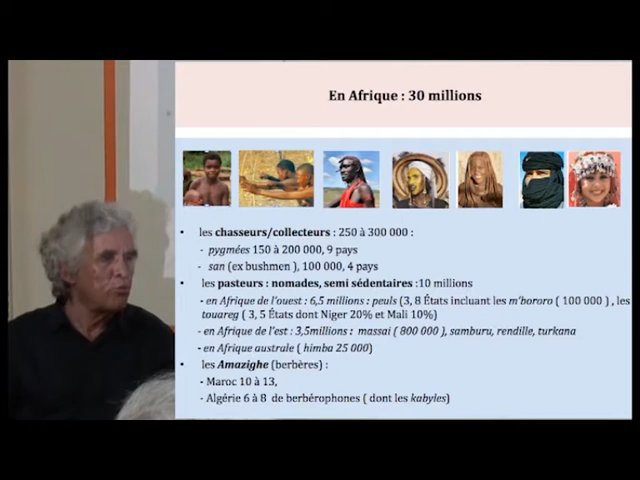 En Afrique : 30 millions
• les chasseurs/collecteurs : 250 à 300 000 :
- pygmées 150 à 200 000, 9 pays
- san (ex bushmen ), 100 000, 4 pays
• les pasteurs : nomades, semi sédentaires :10 millions
- en Afrique de l'ouest : 6,5 millions : peuls (3, 8 États incluant les m'bororo ( 100 000 ) , les
touareg ( 3, 5 États dont Niger 20% et Mali 10%)
- en Afrique de l'est : 3,5millions : massai ( 800 000 ), samburu, rendille, turkana
- en Afrique australe ( himba 25 000)
• les Amazighe (berbères) :
- Maroc 10 à 13,
- Algérie 6 à 8 de berbérophones ( dont les kabyles)